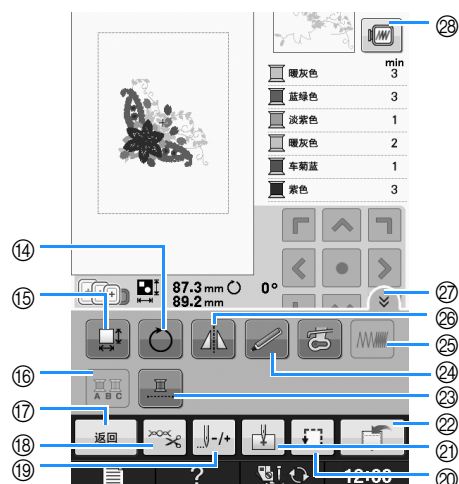 ㉘
min
暖灰色 3
蓝绿色 3
淡紫色 1
暖灰色 2
车菊蓝 1
紫色 3
⑭
⑮
87.3 mm 0°
89.2 mm
㉗
㉖
㉕
㉔
⑯
A B C
㉓
⑰
返回
-/+
㉒
⑱
⑲
㉑
⑳
?
12:00